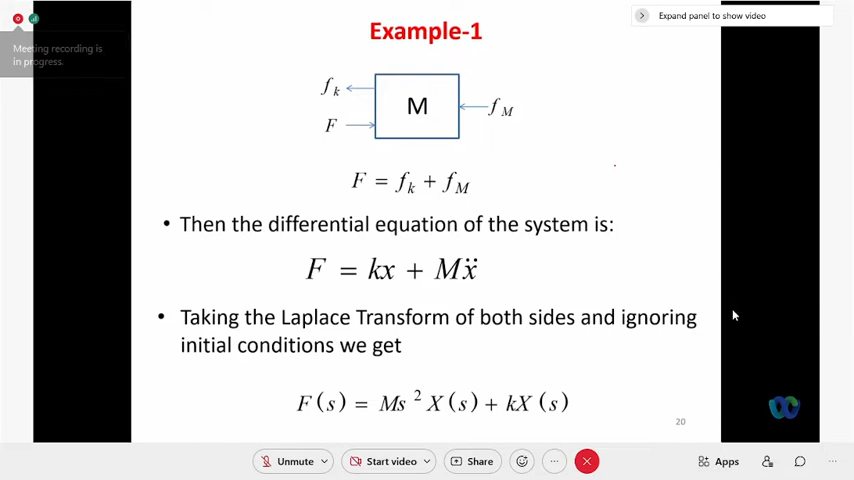 Expand panel to show video
Example-1
Meeting recording is
in progress.
f_k
M
f_M
F
F = f_k + f_M
• Then the differential equation of the system is:
F = kx + Mẍ
• Taking the Laplace Transform of both sides and ignoring
initial conditions we get
F(s) = Ms²X(s) + kX(s)
20
Unmute
Start video
Share
Apps